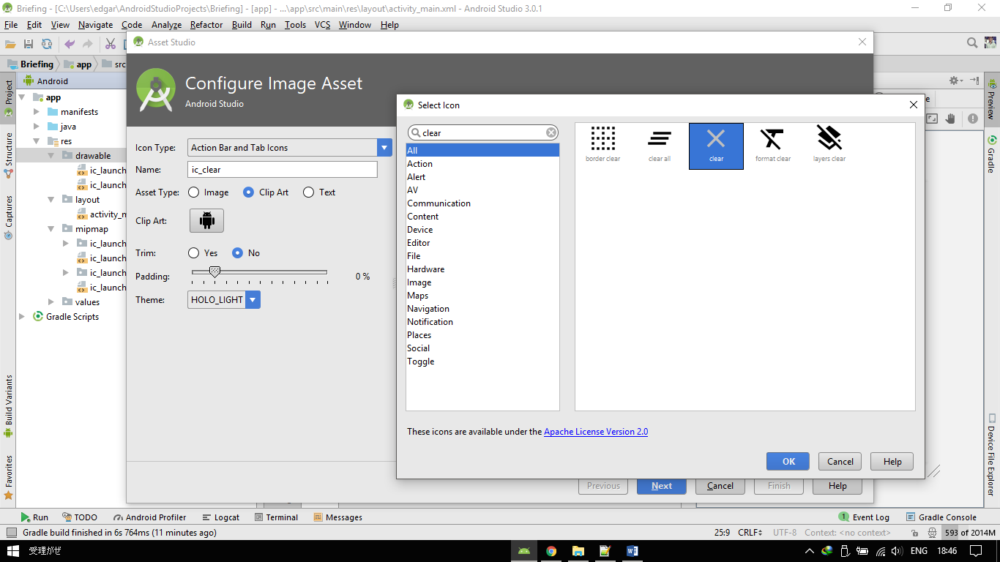 Briefing - [C:\Users\edgar\AndroidStudioProjects\Briefing] - [app] - ...\app\src\main\res\layout\activity_main.xml - Android Studio 3.0.1
File Edit View Navigate Code Analyze Refactor Build Run Tools VCS Window Help
Asset Studio
Briefing app src
Android
Configure Image Asset
Android Studio
Select Icon
Project
Structure
Captures
Build Variants
Favorites
app
manifests
java
res
drawable
ic_launch
ic_launch
layout
activity_m
mipmap
ic_launch
ic_launch
ic_launch
ic_launch
values
Gradle Scripts
Icon Type: Action Bar and Tab Icons
Name: ic_clear
Asset Type: Image Clip Art Text
Clip Art:
Trim: Yes No
Padding: 0 %
Theme: HOLO_LIGHT
clear
All
Action
Alert
AV
Communication
Content
Device
Editor
File
Hardware
Image
Maps
Navigation
Notification
Places
Social
Toggle
border clear
clear all
clear
format clear
layers clear
These icons are available under the Apache License Version 2.0
OK Cancel Help
Previous Next Cancel Finish Help
Preview
Gradle
Device File Explorer
Run TODO Android Profiler Logcat Terminal Messages 1 Event Log Gradle Console
Gradle build finished in 6s 764ms (11 minutes ago) 25:9 CRLF UTF-8 Context: <no context> 593 of 2014M
受理がぜ ENG 18:46